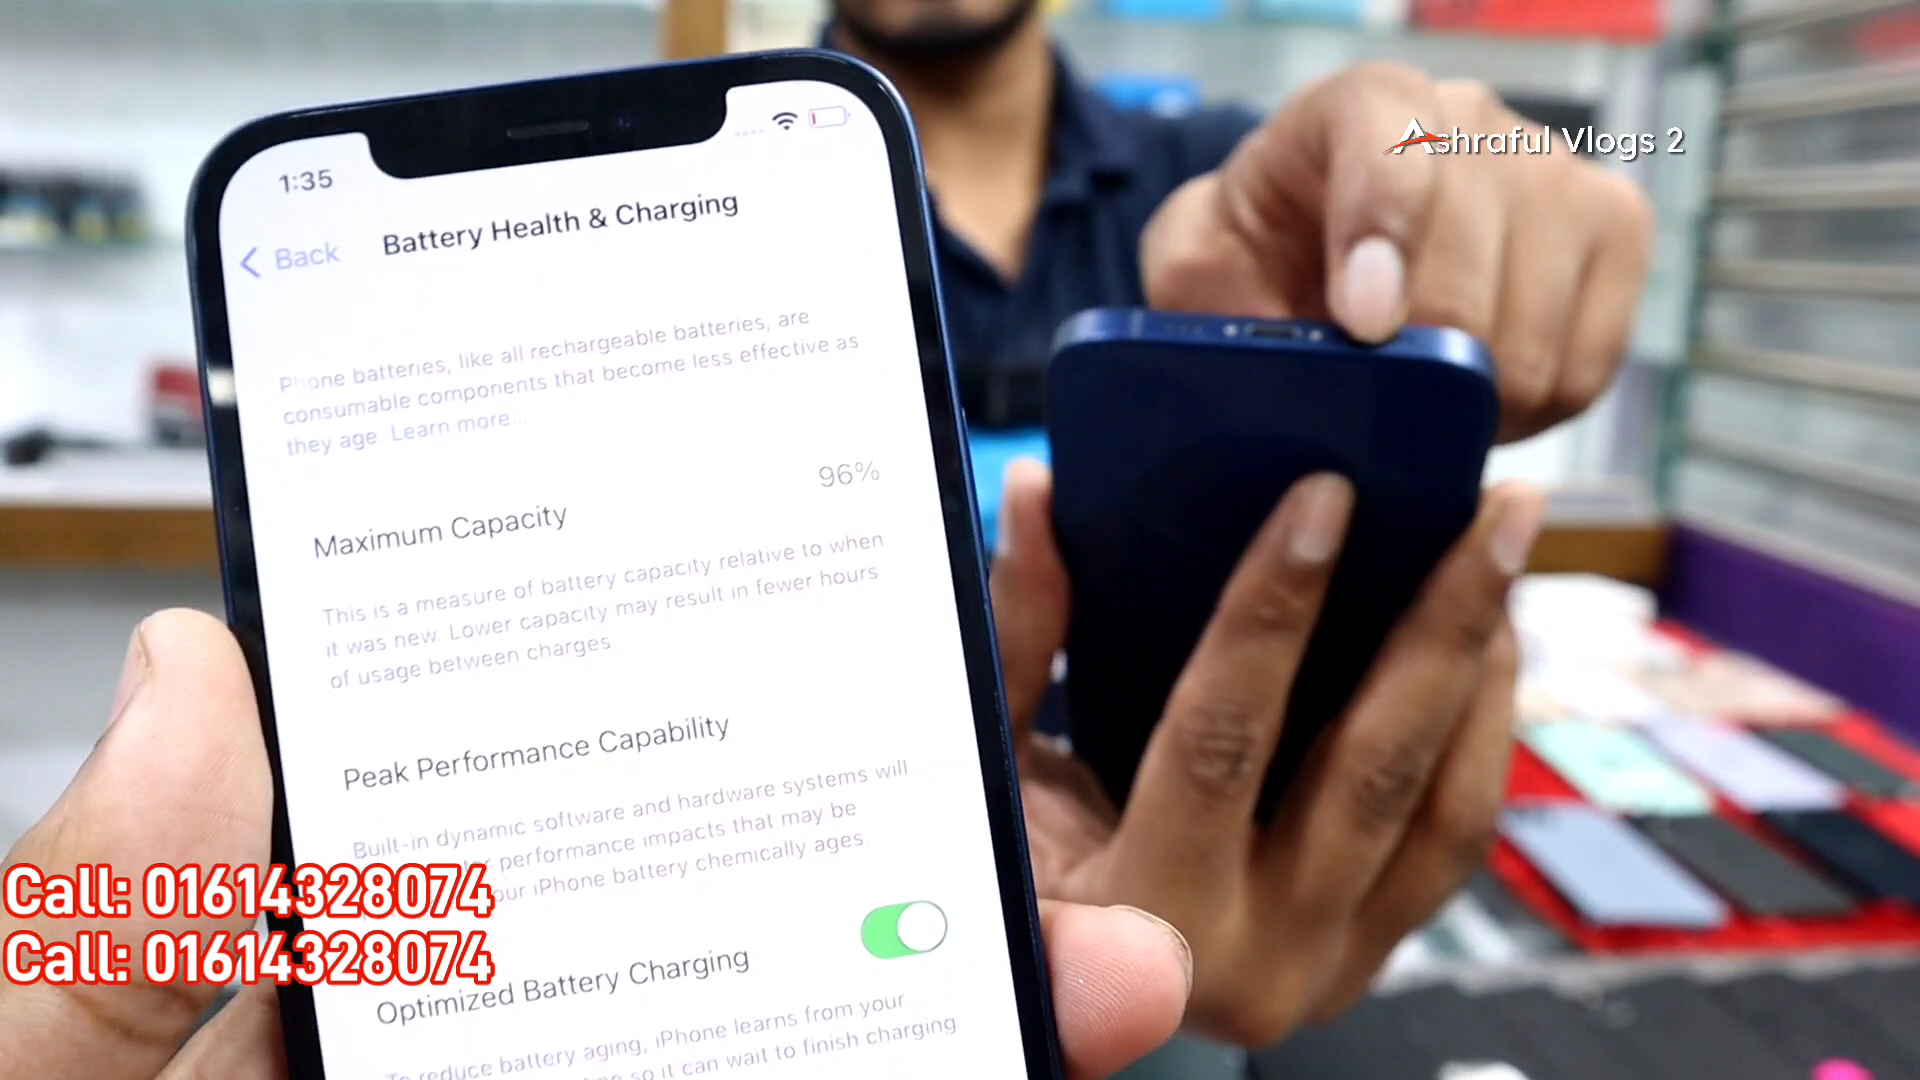 Ashraful Vlogs 2
1:35
Back
Battery Health & Charging
Phone batteries, like all rechargeable batteries, are
consumable components that become less effective as
they age. Learn more...
Maximum Capacity
96%
This is a measure of battery capacity relative to when
it was new. Lower capacity may result in fewer hours
of usage between charges.
Peak Performance Capability
Built-in dynamic software and hardware systems will
performance impacts that may be
our iPhone battery chemically ages.
Call: 01614328074
Call: 01614328074
Optimized Battery Charging
To reduce battery aging, iPhone learns from your
so it can wait to finish charging